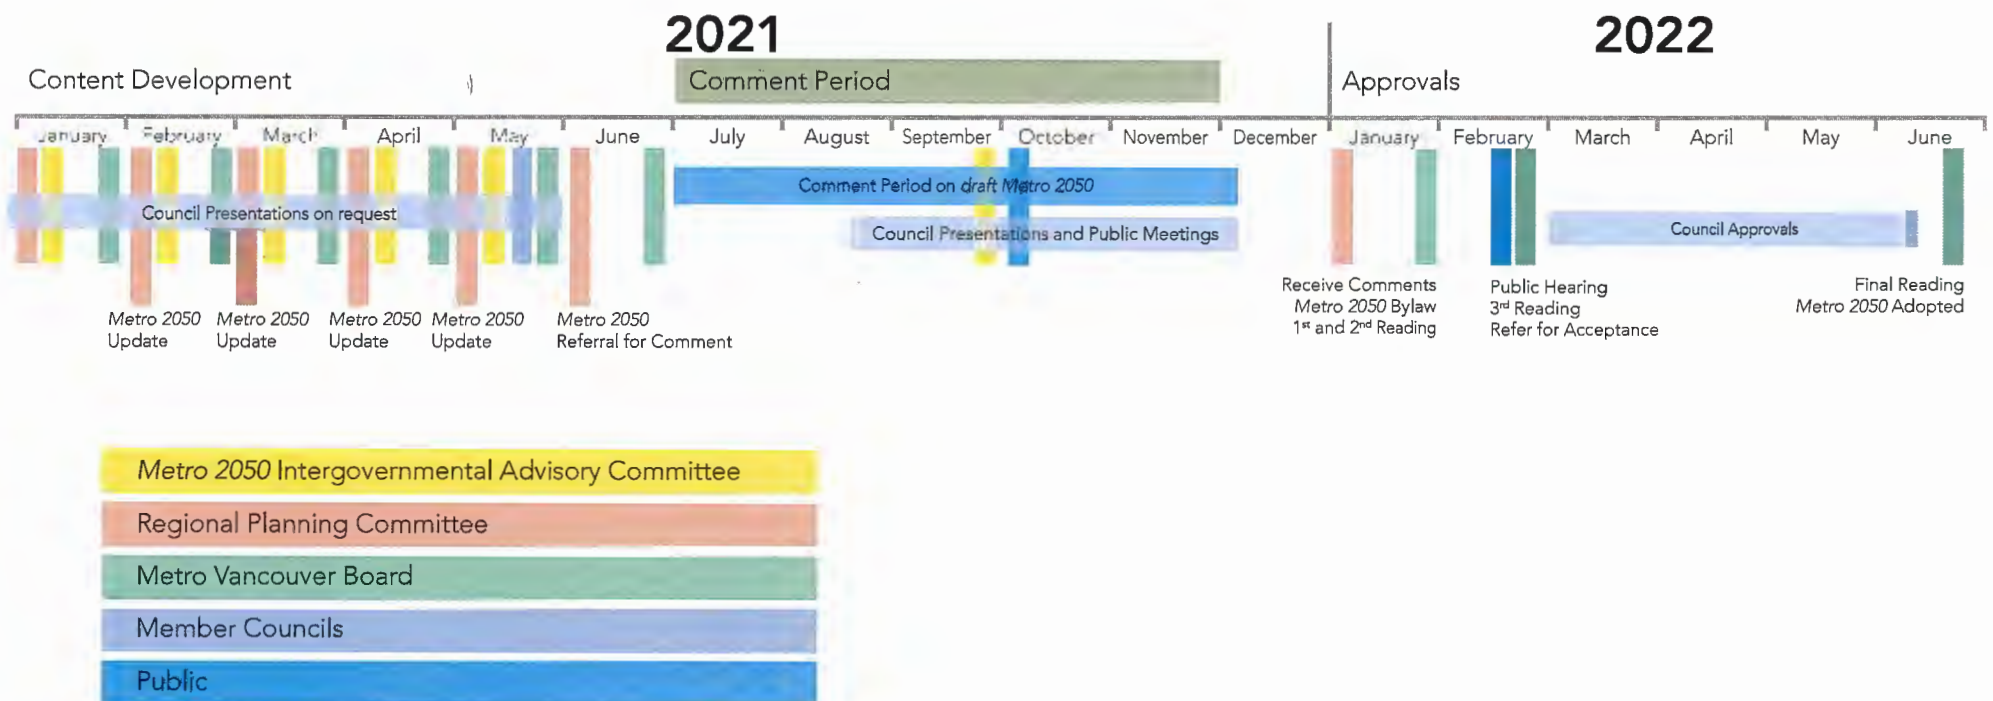 2021
2022
Content Development
Comment Period
Approvals
January February March April May June July August September October November December January February March April May June
Comment Period on draft Metro 2050
Council Presentations on request
Council Presentations and Public Meetings
Council Approvals
Metro 2050
Update
Metro 2050
Update
Metro 2050
Update
Metro 2050
Update
Metro 2050
Referral for Comment
Receive Comments
Metro 2050 Bylaw
1st and 2nd Reading
Public Hearing
3rd Reading
Refer for Acceptance
Final Reading
Metro 2050 Adopted
Metro 2050 Intergovernmental Advisory Committee
Regional Planning Committee
Metro Vancouver Board
Member Councils
Public